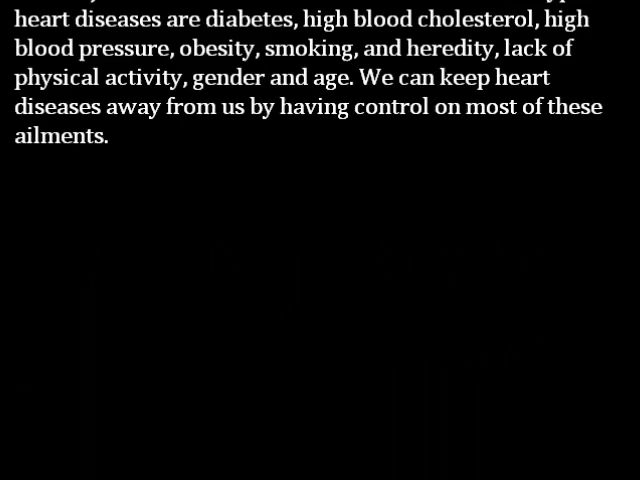 heart diseases are diabetes, high blood cholesterol, high
blood pressure, obesity, smoking, and heredity, lack of
physical activity, gender and age. We can keep heart
diseases away from us by having control on most of these
ailments.